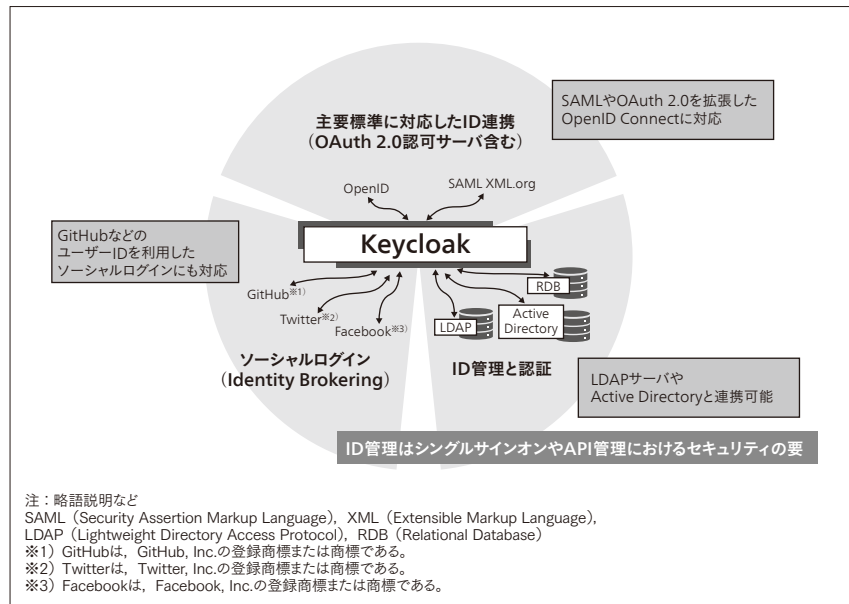 主要標準に対応したID連携
(OAuth 2.0認可サーバ含む)
SAMLやOAuth 2.0を拡張した
OpenID Connectに対応
OpenID
SAML XML.org
GitHubなどの
ユーザーIDを利用した
ソーシャルログインにも対応
Keycloak
GitHub※1)
Twitter※2)
Facebook※3)
RDB
LDAP
Active
Directory
ソーシャルログイン
(Identity Brokering)
ID管理と認証
LDAPサーバや
Active Directoryと連携可能
ID管理はシングルサインオンやAPI管理におけるセキュリティの要
注:略語説明など
SAML(Security Assertion Markup Language),XML(Extensible Markup Language),
LDAP(Lightweight Directory Access Protocol),RDB(Relational Database)
※1)GitHubは,GitHub, Inc.の登録商標または商標である。
※2)Twitterは,Twitter, Inc.の登録商標または商標である。
※3)Facebookは,Facebook, Inc.の登録商標または商標である。